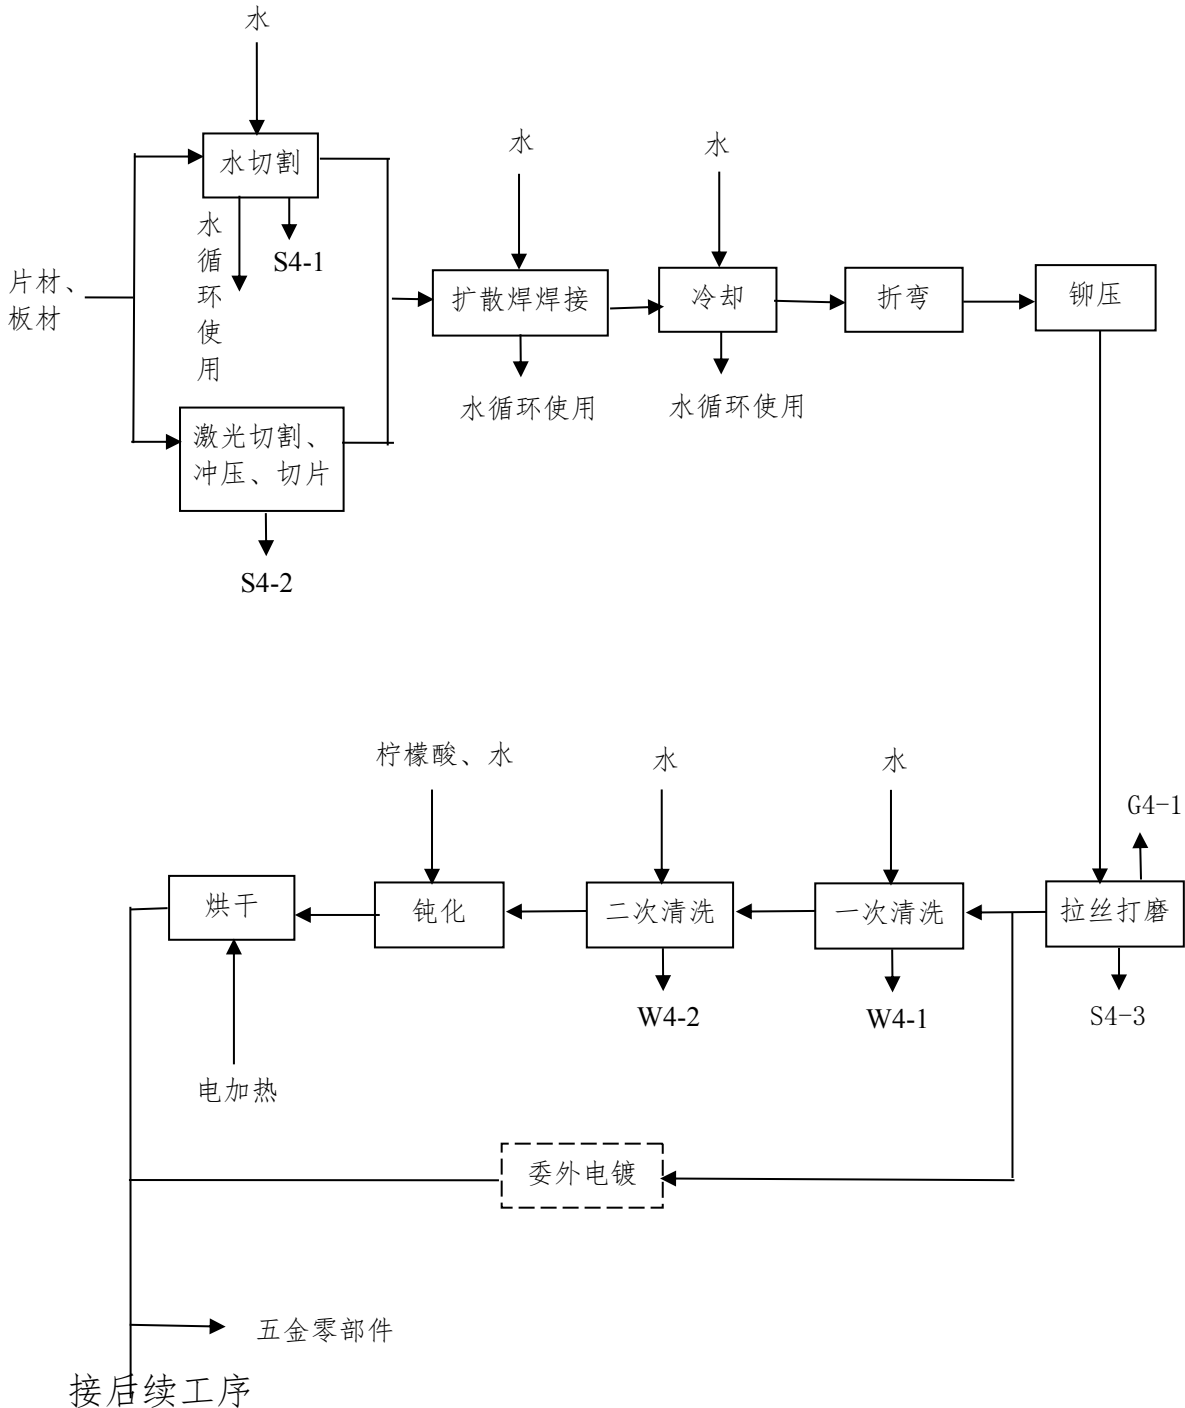 水
水切割
水循环使用
S4-1
片材、
板材
激光切割、
冲压、切片
S4-2
水
扩散焊焊接
水循环使用
水
冷却
水循环使用
折弯
铆压
G4-1
拉丝打磨
S4-3
水
一次清洗
W4-1
水
二次清洗
W4-2
柠檬酸、水
钝化
烘干
电加热
委外电镀
五金零部件
接后续工序